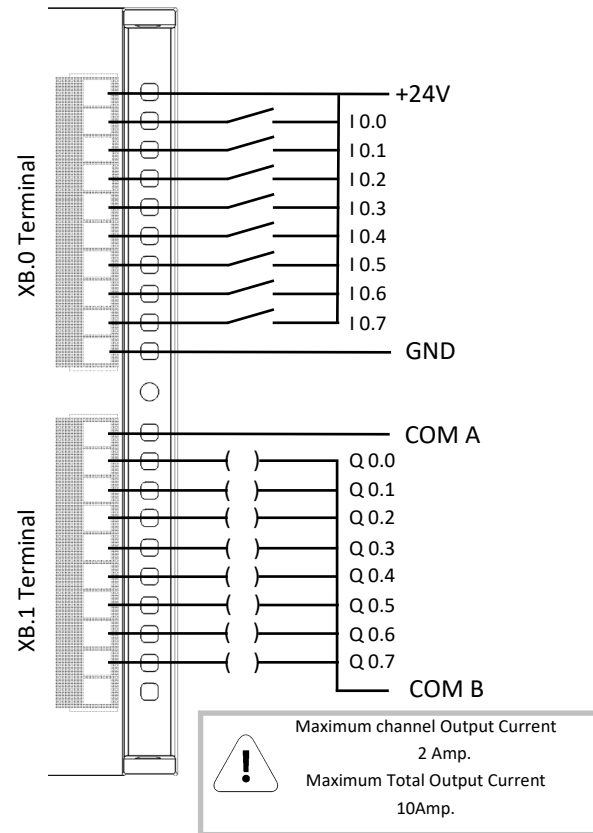 XB.0 Terminal
+24V
I 0.0
I 0.1
I 0.2
I 0.3
I 0.4
I 0.5
I 0.6
I 0.7
GND
XB.1 Terminal
COM A
Q 0.0
Q 0.1
Q 0.2
Q 0.3
Q 0.4
Q 0.5
Q 0.6
Q 0.7
COM B
!
Maximum channel Output Current
2 Amp.
Maximum Total Output Current
10Amp.